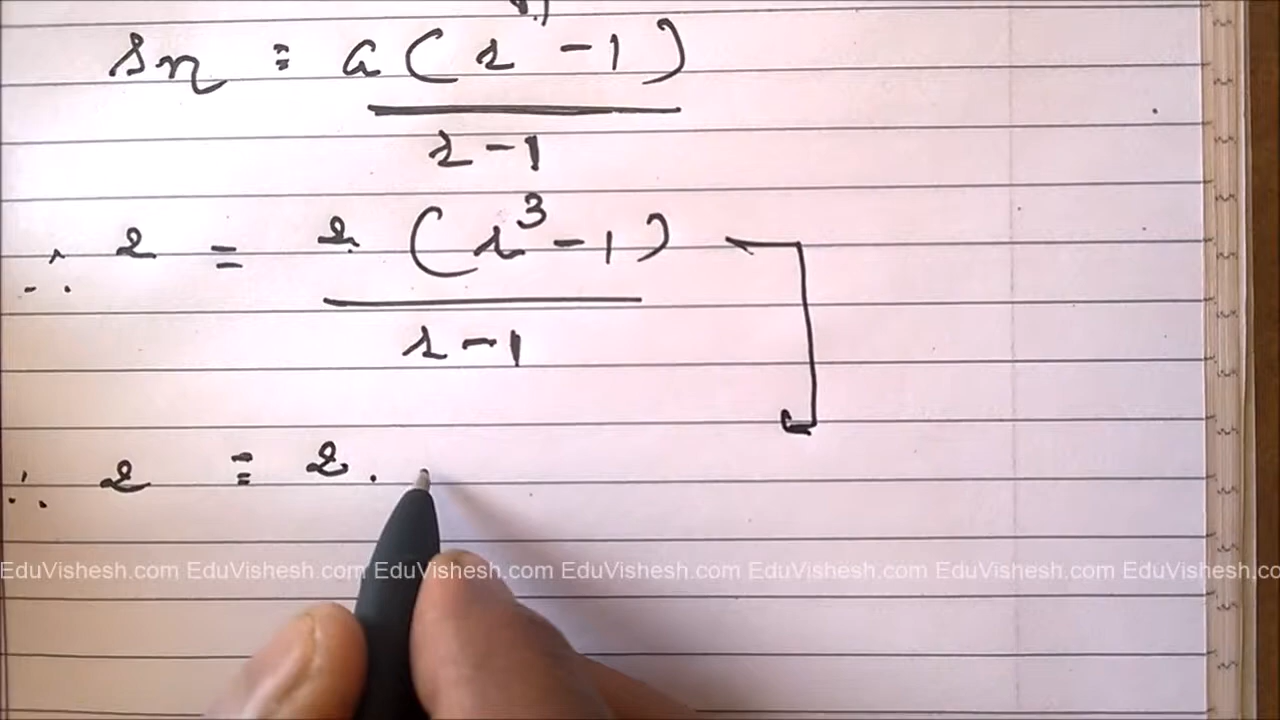 Sn = a (r^n - 1)
r - 1
∴ 2 = 2 (r^3 - 1)
r - 1
∴ 2 = 2 .
EduVishesh.com EduVishesh.com EduVishesh.com EduVishesh.com EduVishesh.com EduVishesh.com EduVishesh.co